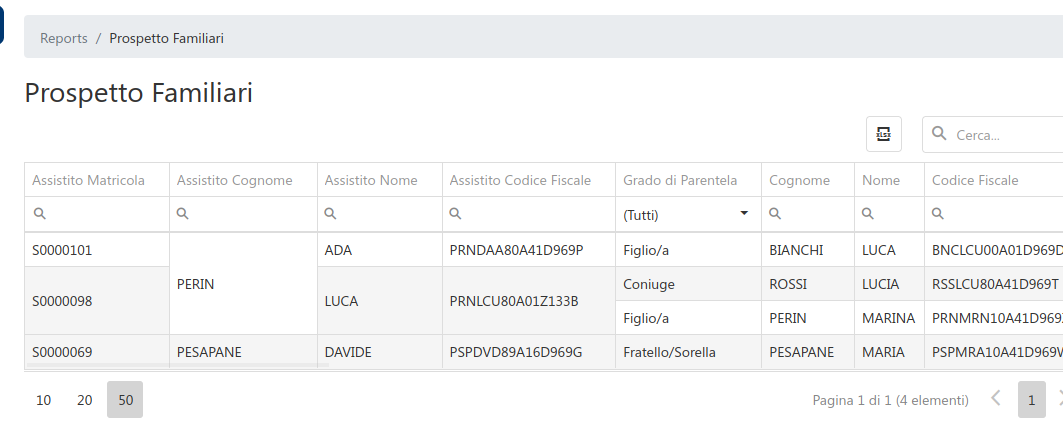 Reports / Prospetto Familiari
Prospetto Familiari
xlsx Cerca...
Assistito Matricola Assistito Cognome Assistito Nome Assistito Codice Fiscale Grado di Parentela Cognome Nome Codice Fiscale
(Tutti)
S0000101 PERIN ADA PRNDAA80A41D969P Figlio/a BIANCHI LUCA BNCLCU00A01D969D
S0000098 LUCA PRNLCU80A01Z133B Coniuge ROSSI LUCIA RSSLCU80A41D969T
Figlio/a PERIN MARINA PRNMRN10A41D969
S0000069 PESAPANE DAVIDE PSPDVD89A16D969G Fratello/Sorella PESAPANE MARIA PSPMRA10A41D969W
10 20 50 Pagina 1 di 1 (4 elementi) 1